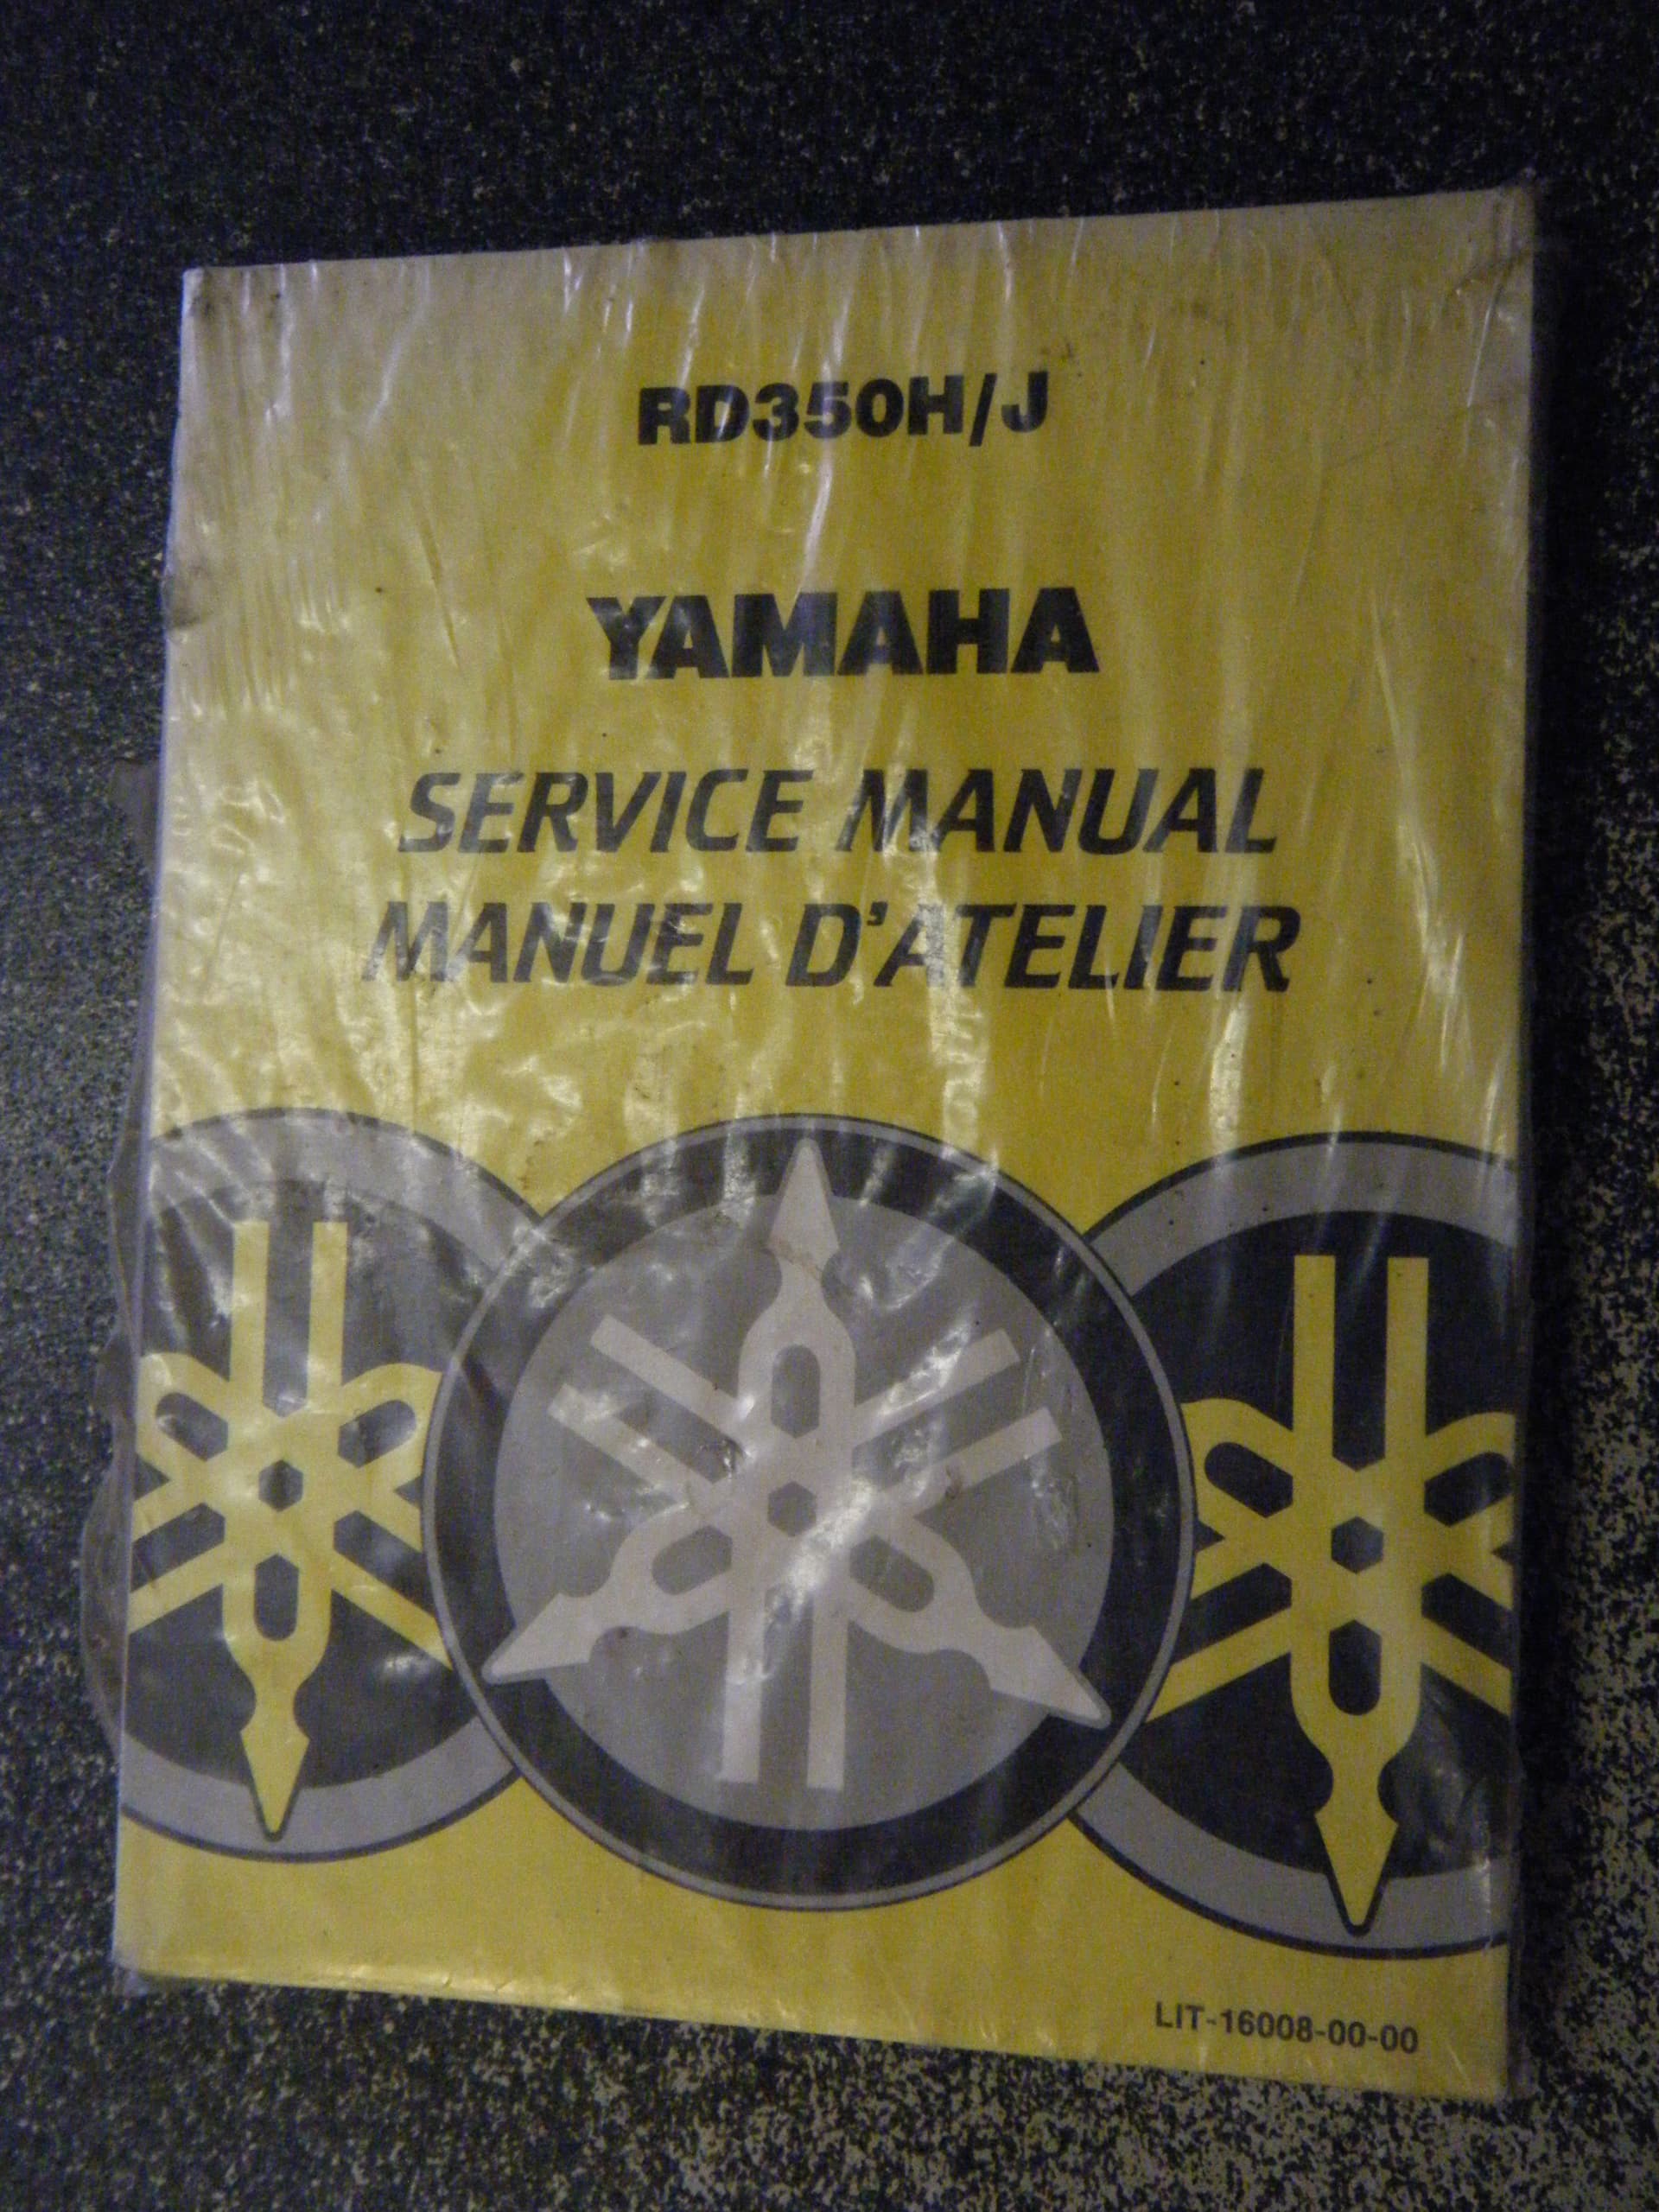 RD350H/J
YAMAHA
SERVICE MANUAL
MANUEL D'ATELIER
LIT-16008-00-00